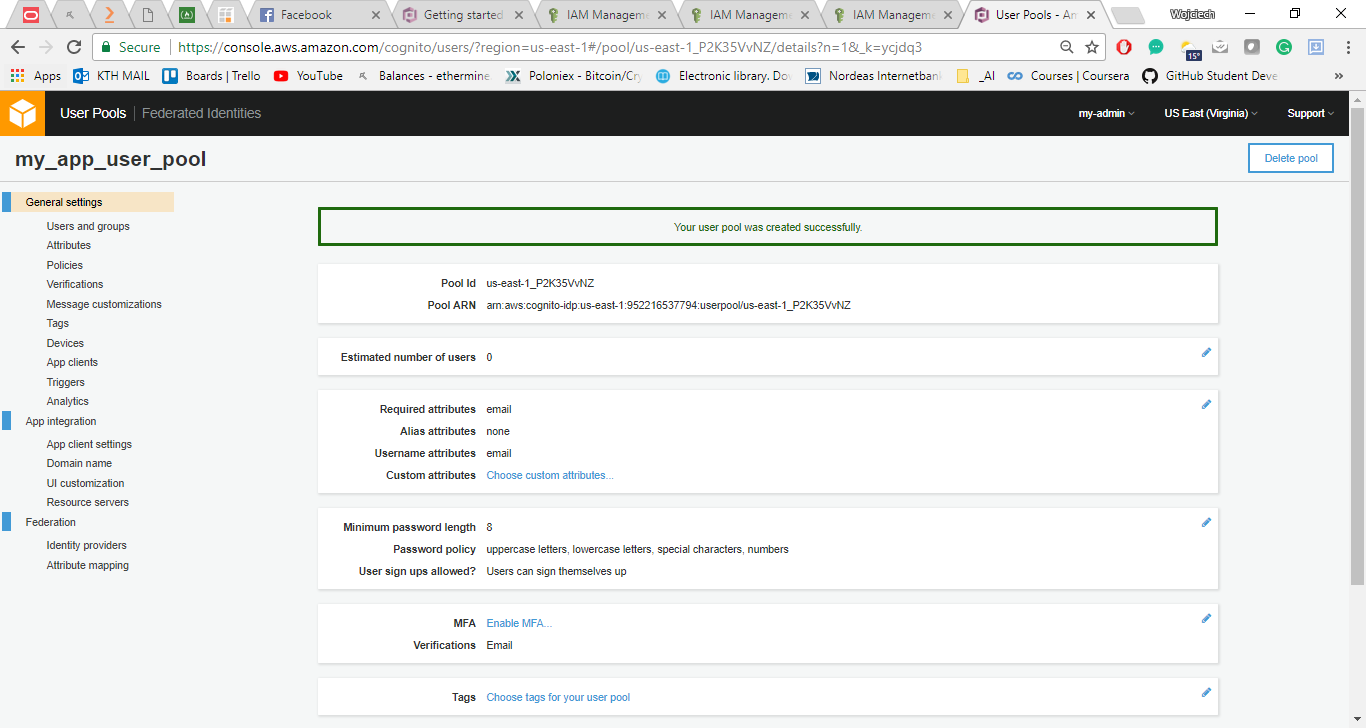 Facebook
Getting started
IAM Managem
IAM Managem
IAM Managem
User Pools - Am
Wojciech
Secure
https://console.aws.amazon.com/cognito/users/?region=us-east-1#/pool/us-east-1_P2K35VvNZ/details?n=1&_k=ycjdq3
15°
Apps
KTH MAIL
Boards | Trello
YouTube
Balances - ethermine.
Poloniex - Bitcoin/Cry
Electronic library. Dow
Nordeas Internetbank
_AI
Courses | Coursera
GitHub Student Deve
»
User Pools
Federated Identities
my-admin
US East (Virginia)
Support
my_app_user_pool
Delete pool
General settings
Users and groups
Attributes
Policies
Verifications
Message customizations
Tags
Devices
App clients
Triggers
Analytics
App integration
App client settings
Domain name
UI customization
Resource servers
Federation
Identity providers
Attribute mapping
Your user pool was created successfully.
Pool Id us-east-1_P2K35VvNZ
Pool ARN arn:aws:cognito-idp:us-east-1:952216537794:userpool/us-east-1_P2K35VvNZ
Estimated number of users 0
Required attributes email
Alias attributes none
Username attributes email
Custom attributes Choose custom attributes...
Minimum password length 8
Password policy uppercase letters, lowercase letters, special characters, numbers
User sign ups allowed? Users can sign themselves up
MFA Enable MFA...
Verifications Email
Tags Choose tags for your user pool